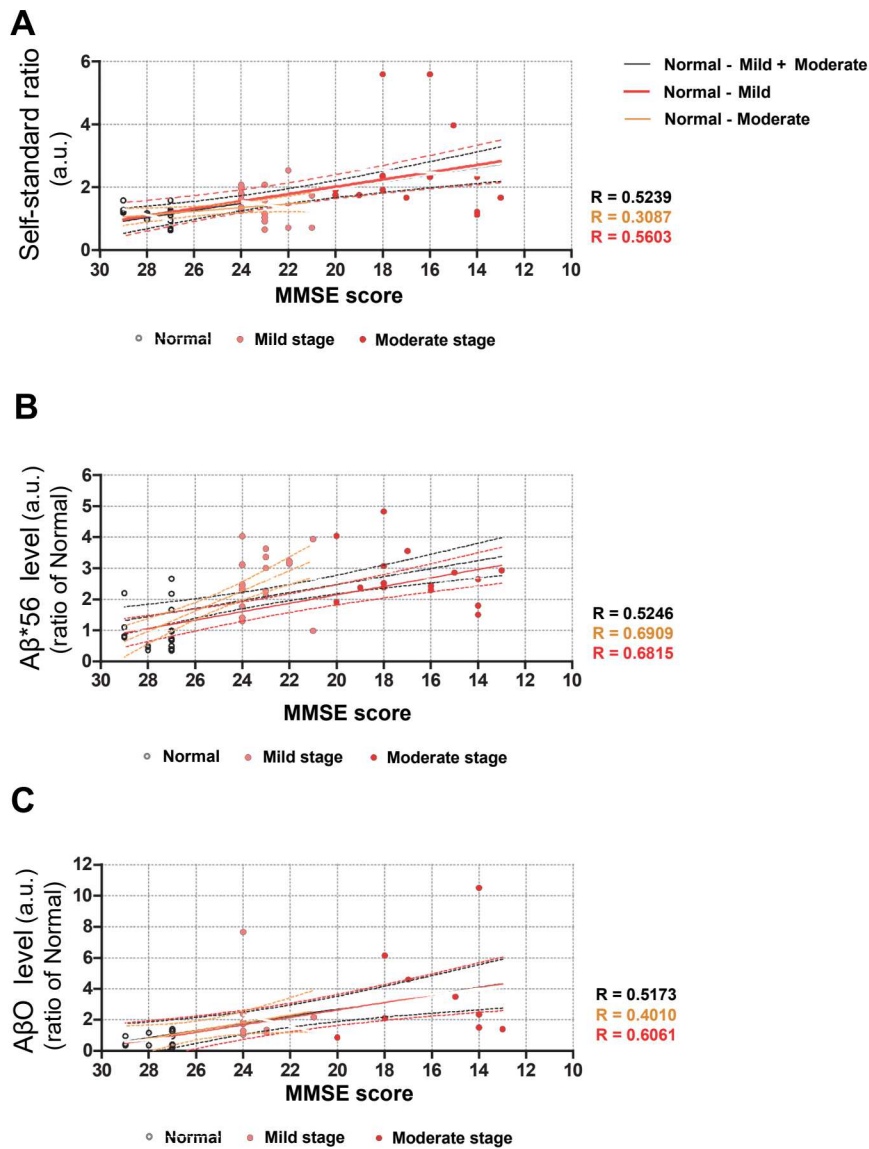 A
Self-standard ratio
(a.u.)
6
4
2
0
30 28 26 24 22 20 18 16 14 12 10
MMSE score
Normal - Mild + Moderate
Normal - Mild
Normal - Moderate
R = 0.5239
R = 0.3087
R = 0.5603
Normal Mild stage Moderate stage
B
Aβ*56 level (a.u.)
(ratio of Normal)
6
5
4
3
2
1
0
30 28 26 24 22 20 18 16 14 12 10
MMSE score
R = 0.5246
R = 0.6909
R = 0.6815
Normal Mild stage Moderate stage
C
AβO level (a.u.)
(ratio of Normal)
12
10
8
6
4
2
0
30 28 26 24 22 20 18 16 14 12 10
MMSE score
R = 0.5173
R = 0.4010
R = 0.6061
Normal Mild stage Moderate stage